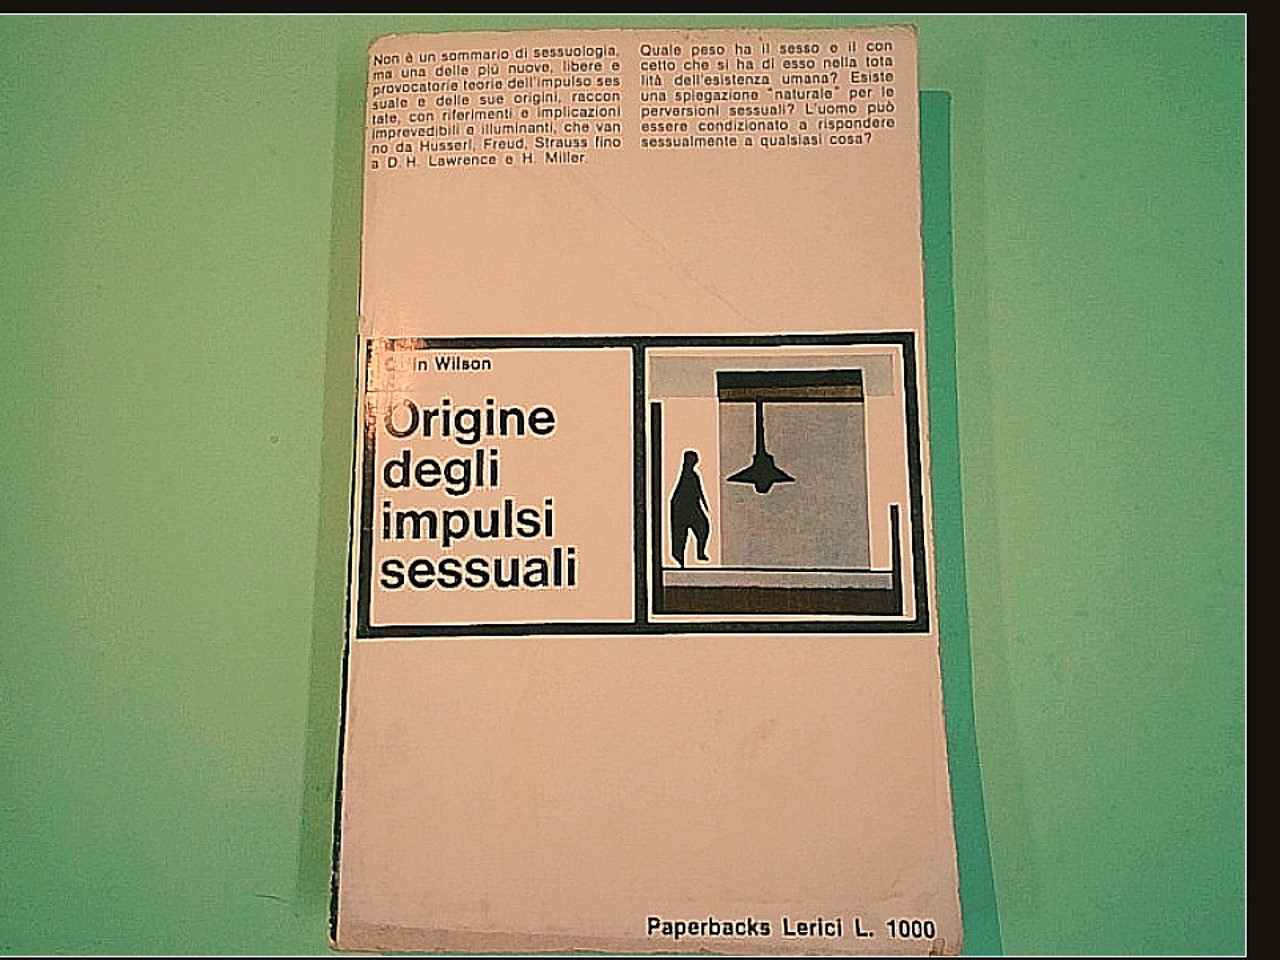 Non è un sommario di sessuologia,
ma una delle più nuove, libere e
provocatorie teorie dell'impulso ses
suale e delle sue origini, raccon
tate, con riferimenti e implicazioni
imprevedibili e illuminanti, che van
no da Husserl, Freud, Strauss fino
a D. H. Lawrence e H. Miller.
Quale peso ha il sesso e il con
cetto che si ha di esso nella tota
lità dell'esistenza umana? Esiste
una spiegazione "naturale" per le
perversioni sessuali? L'uomo può
essere condizionato a rispondere
sessualmente a qualsiasi cosa?
Colin Wilson
Origine
degli
impulsi
sessuali
Paperbacks Lerici L. 1000